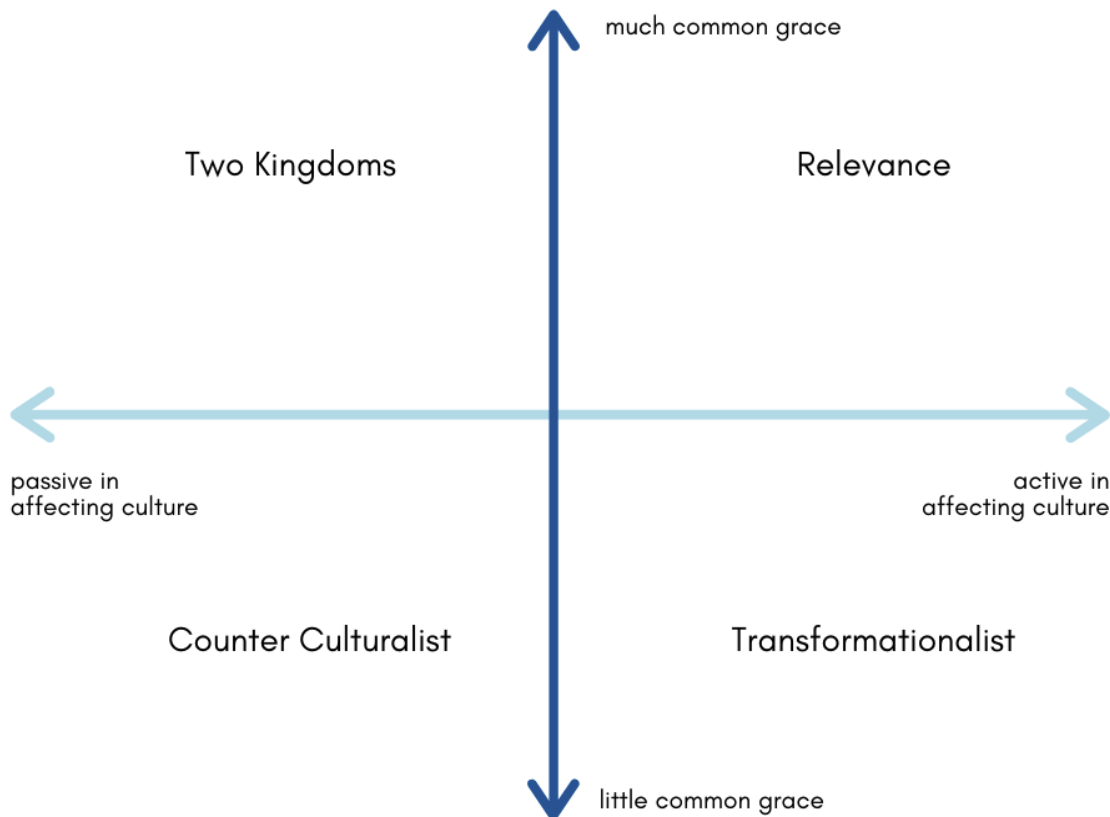 much common grace
Two Kingdoms
Relevance
passive in
affecting culture
active in
affecting culture
Counter Culturalist
Transformationalist
little common grace